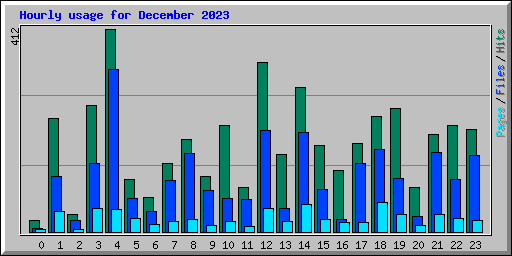 Hourly usage for December 2023
412
Pages / Files / Hits
0 1 2 3 4 5 6 7 8 9 10 11 12 13 14 15 16 17 18 19 20 21 22 23